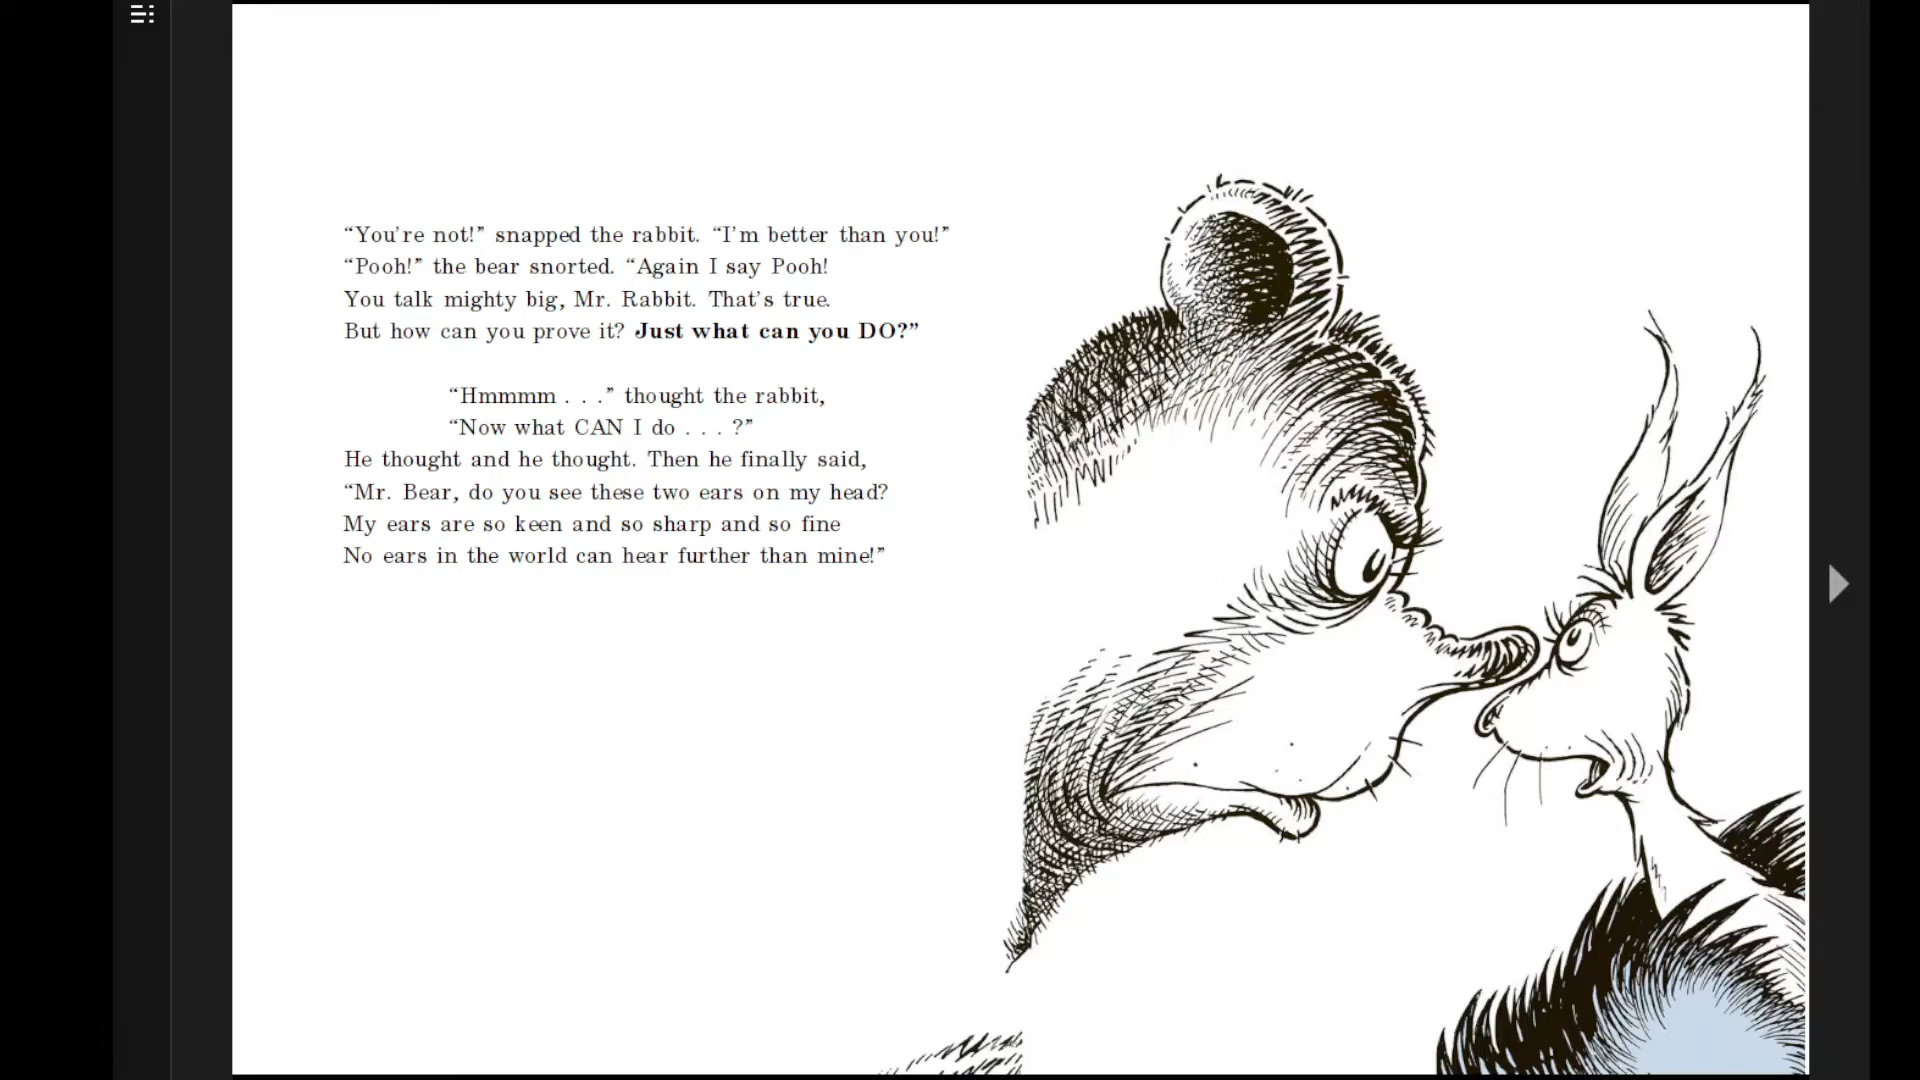 “You’re not!” snapped the rabbit. “I’m better than you!”
“Pooh!” the bear snorted. “Again I say Pooh!
You talk mighty big, Mr. Rabbit. That’s true.
But how can you prove it? Just what can you DO?”
“Hmmmm . . .” thought the rabbit,
“Now what CAN I do . . . ?”
He thought and he thought. Then he finally said,
“Mr. Bear, do you see these two ears on my head?
My ears are so keen and so sharp and so fine
No ears in the world can hear further than mine!”